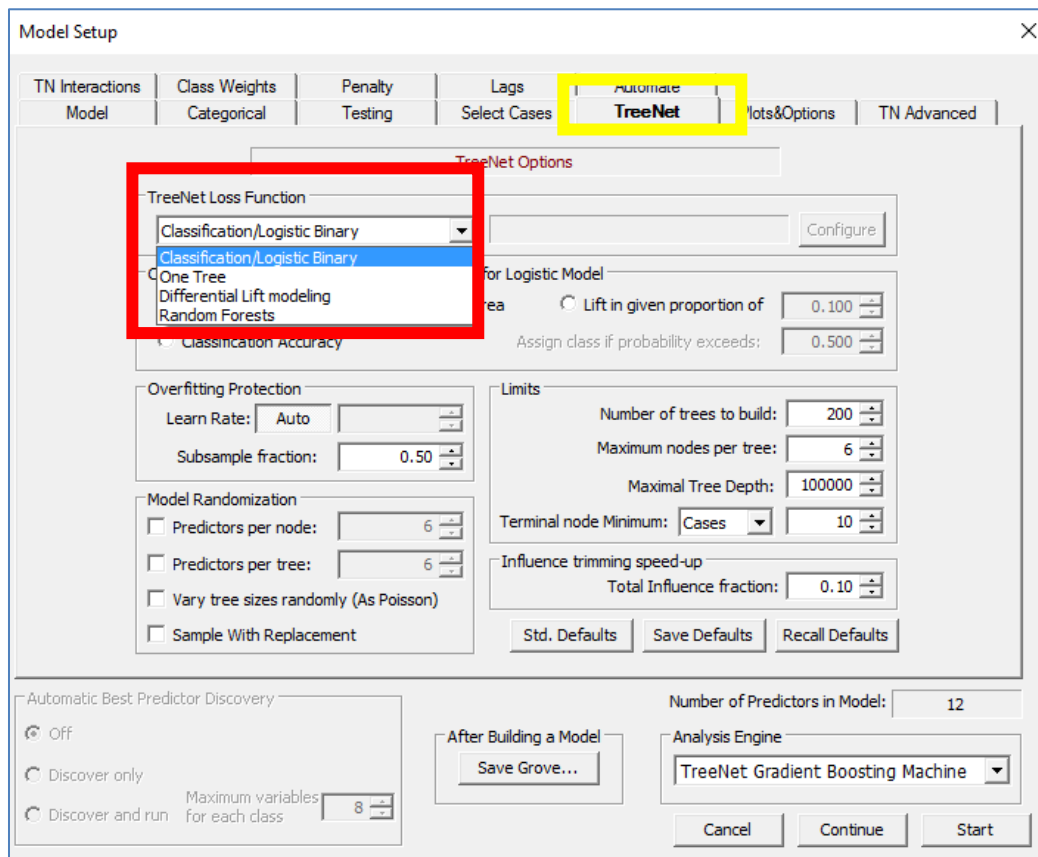 Model Setup
TN Interactions Class Weights Penalty Lags Automate
Model Categorical Testing Select Cases TreeNet Plots&Options TN Advanced
TreeNet Options
TreeNet Loss Function
Classification/Logistic Binary Configure
Classification/Logistic Binary
One Tree
Differential Lift modeling
Random Forests
for Logistic Model
Lift in given proportion of 0.100
Classification Accuracy Assign class if probability exceeds: 0.500
Overfitting Protection
Learn Rate: Auto
Subsample fraction: 0.50
Limits
Number of trees to build: 200
Maximum nodes per tree: 6
Maximal Tree Depth: 100000
Terminal node Minimum: Cases 10
Model Randomization
Predictors per node: 6
Predictors per tree: 6
Vary tree sizes randomly (As Poisson)
Sample With Replacement
Influence trimming speed-up
Total Influence fraction: 0.10
Std. Defaults Save Defaults Recall Defaults
Automatic Best Predictor Discovery
Off
Discover only
Discover and run
Maximum variables
for each class 8
After Building a Model
Save Grove...
Number of Predictors in Model: 12
Analysis Engine
TreeNet Gradient Boosting Machine
Cancel Continue Start